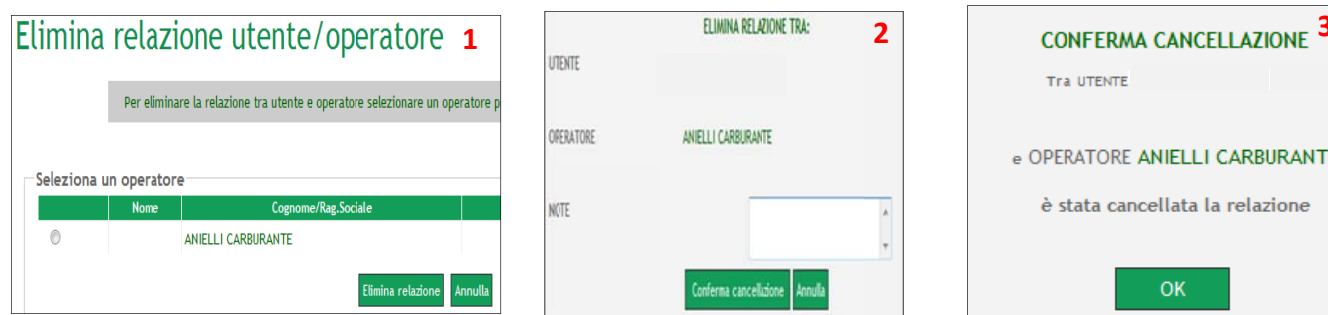 Elimina relazione utente/operatore 1
Per eliminare la relazione tra utente e operatore selezionare un operatore p
Seleziona un operatore
Nome Cognome/Rag.Sociale
ANIELLI CARBURANTE
Elimina relazione Annulla
ELIMINA RELAZIONE TRA: 2
UTENTE
OPERATORE ANIELLI CARBURANTE
NOTE
Conferma cancellazione Annulla
CONFERMA CANCELLAZIONE 3
Tra UTENTE
e OPERATORE ANIELLI CARBURANT
è stata cancellata la relazione
OK